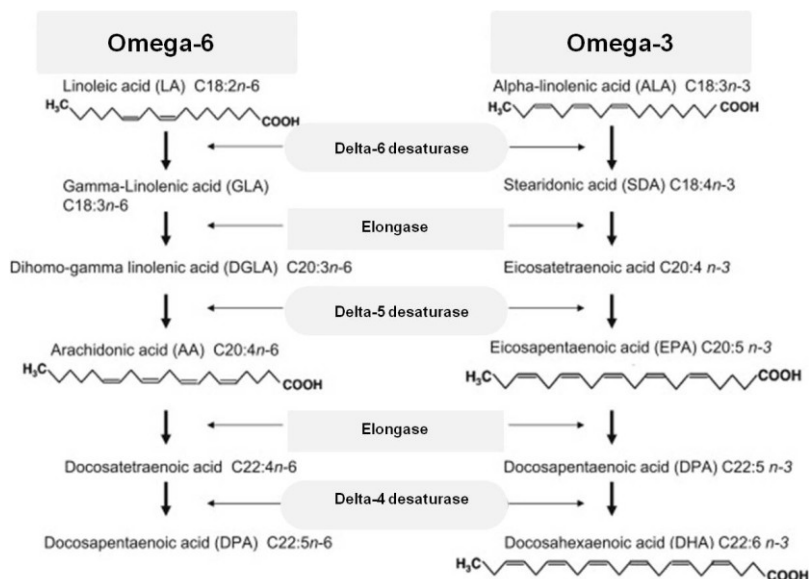 Omega-6
Omega-3
Linoleic acid (LA) C18:2n-6
Alpha-linolenic acid (ALA) C18:3n-3
H₃C
COOH
H₃C
COOH
Delta-6 desaturase
Gamma-Linolenic acid (GLA)
C18:3n-6
Stearidonic acid (SDA) C18:4n-3
Elongase
Dihomo-gamma linolenic acid (DGLA) C20:3n-6
Eicosatetraenoic acid C20:4 n-3
Delta-5 desaturase
Arachidonic acid (AA) C20:4n-6
Eicosapentaenoic acid (EPA) C20:5 n-3
H₃C
COOH
H₃C
COOH
Elongase
Docosatetraenoic acid C22:4n-6
Docosapentaenoic acid (DPA) C22:5 n-3
Delta-4 desaturase
Docosapentaenoic acid (DPA) C22:5n-6
Docosahexaenoic acid (DHA) C22:6 n-3
H₃C
COOH